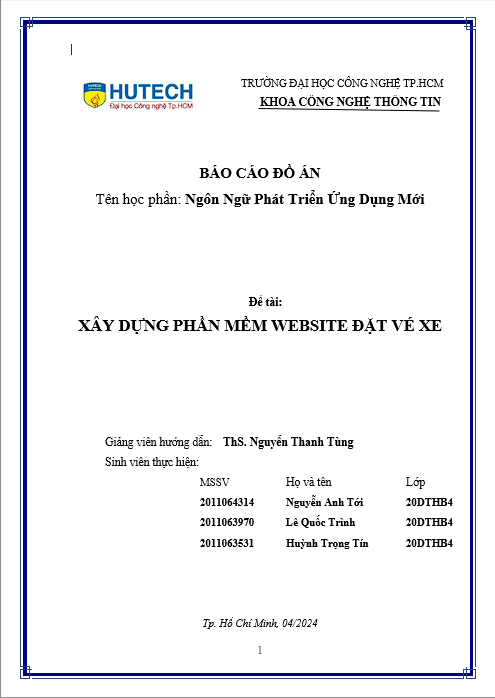 HUTECH
Đại học Công nghệ Tp.HCM
TRƯỜNG ĐẠI HỌC CÔNG NGHỆ TP.HCM
KHOA CÔNG NGHỆ THÔNG TIN
BÁO CÁO ĐỒ ÁN
Tên học phần: Ngôn Ngữ Phát Triển Ứng Dụng Mới
Đề tài:
XÂY DỰNG PHẦN MỀM WEBSITE ĐẶT VÉ XE
Giảng viên hướng dẫn: ThS. Nguyễn Thanh Tùng
Sinh viên thực hiện:
MSSV Họ và tên Lớp
2011064314 Nguyễn Anh Tới 20DTHB4
2011063970 Lê Quốc Trình 20DTHB4
2011063531 Huỳnh Trọng Tín 20DTHB4
Tp. Hồ Chí Minh, 04/2024
1